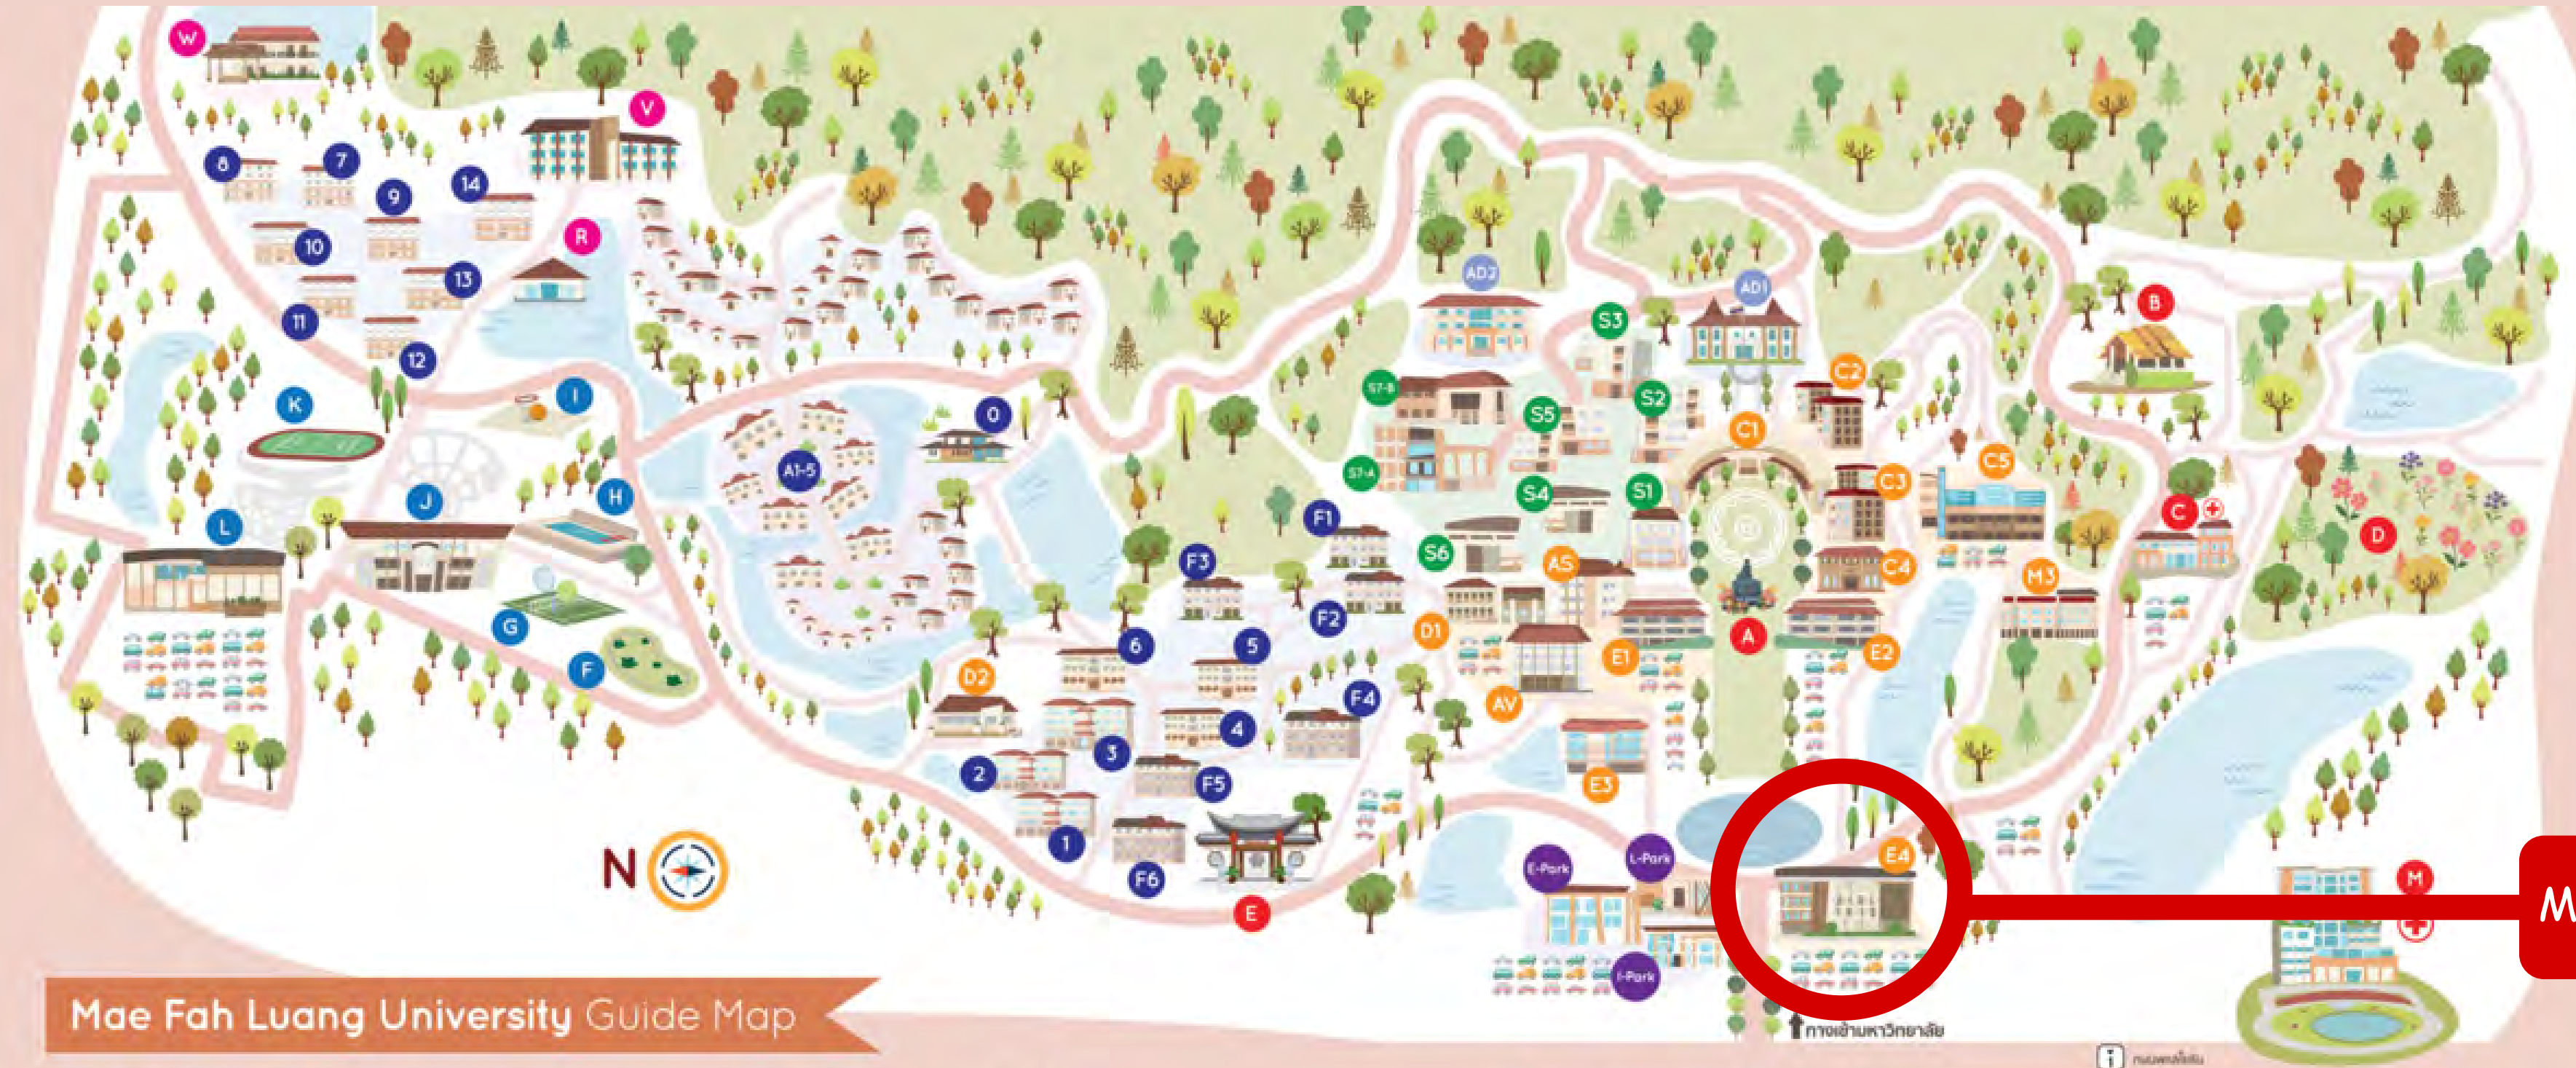 W
V
8
7
9
14
10
R
13
11
12
K
I
J
H
L
G
F
A1-5
0
AD2
AD1
B
S3
C2
S7-B
S5
S2
C1
S7-A
S4
S1
C3
C5
C
D
F1
S6
AS
C4
M3
F3
F2
D1
A
E1
E2
6
5
D2
F4
AV
4
3
2
F5
E3
1
F6
E
N
E-Park
L-Park
E4
M
M
I-Park
Mae Fah Luang University Guide Map
ทางเข้ามหาวิทยาลัย
i